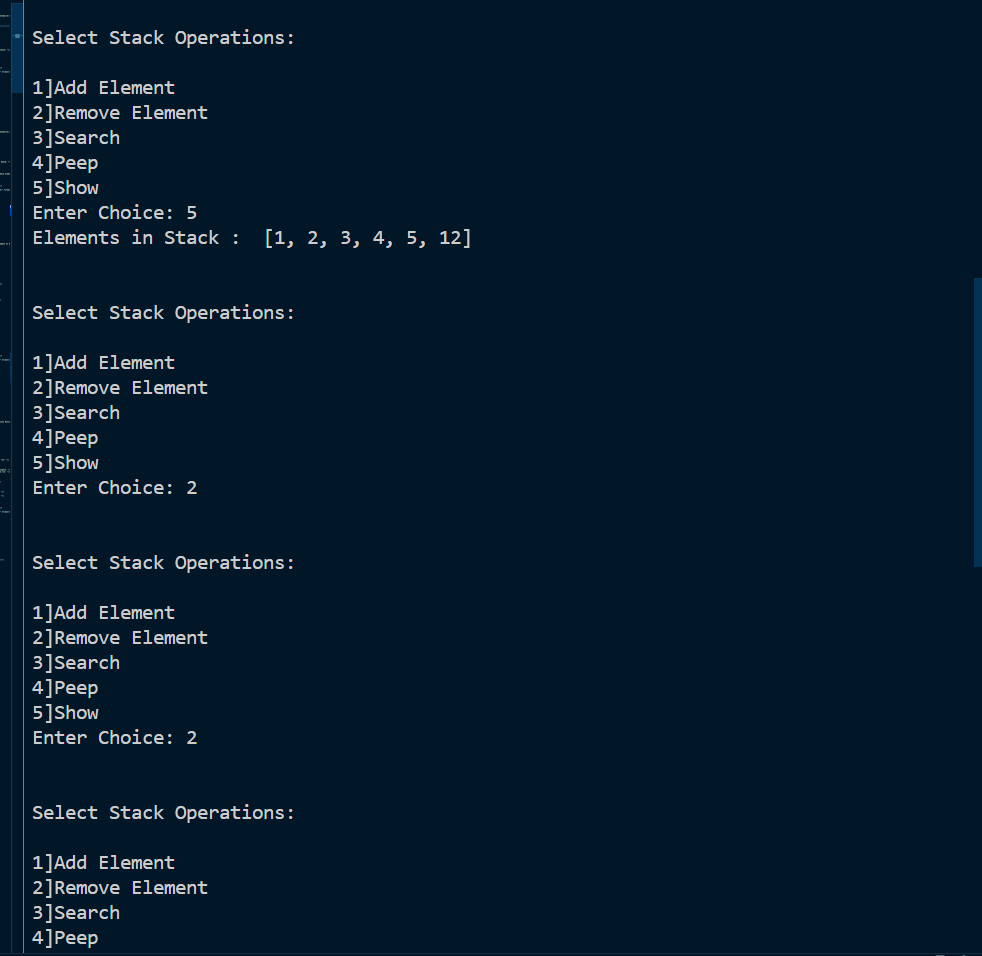 Select Stack Operations:
1]Add Element
2]Remove Element
3]Search
4]Peep
5]Show
Enter Choice: 5
Elements in Stack :  [1, 2, 3, 4, 5, 12]
Select Stack Operations:
1]Add Element
2]Remove Element
3]Search
4]Peep
5]Show
Enter Choice: 2
Select Stack Operations:
1]Add Element
2]Remove Element
3]Search
4]Peep
5]Show
Enter Choice: 2
Select Stack Operations:
1]Add Element
2]Remove Element
3]Search
4]Peep